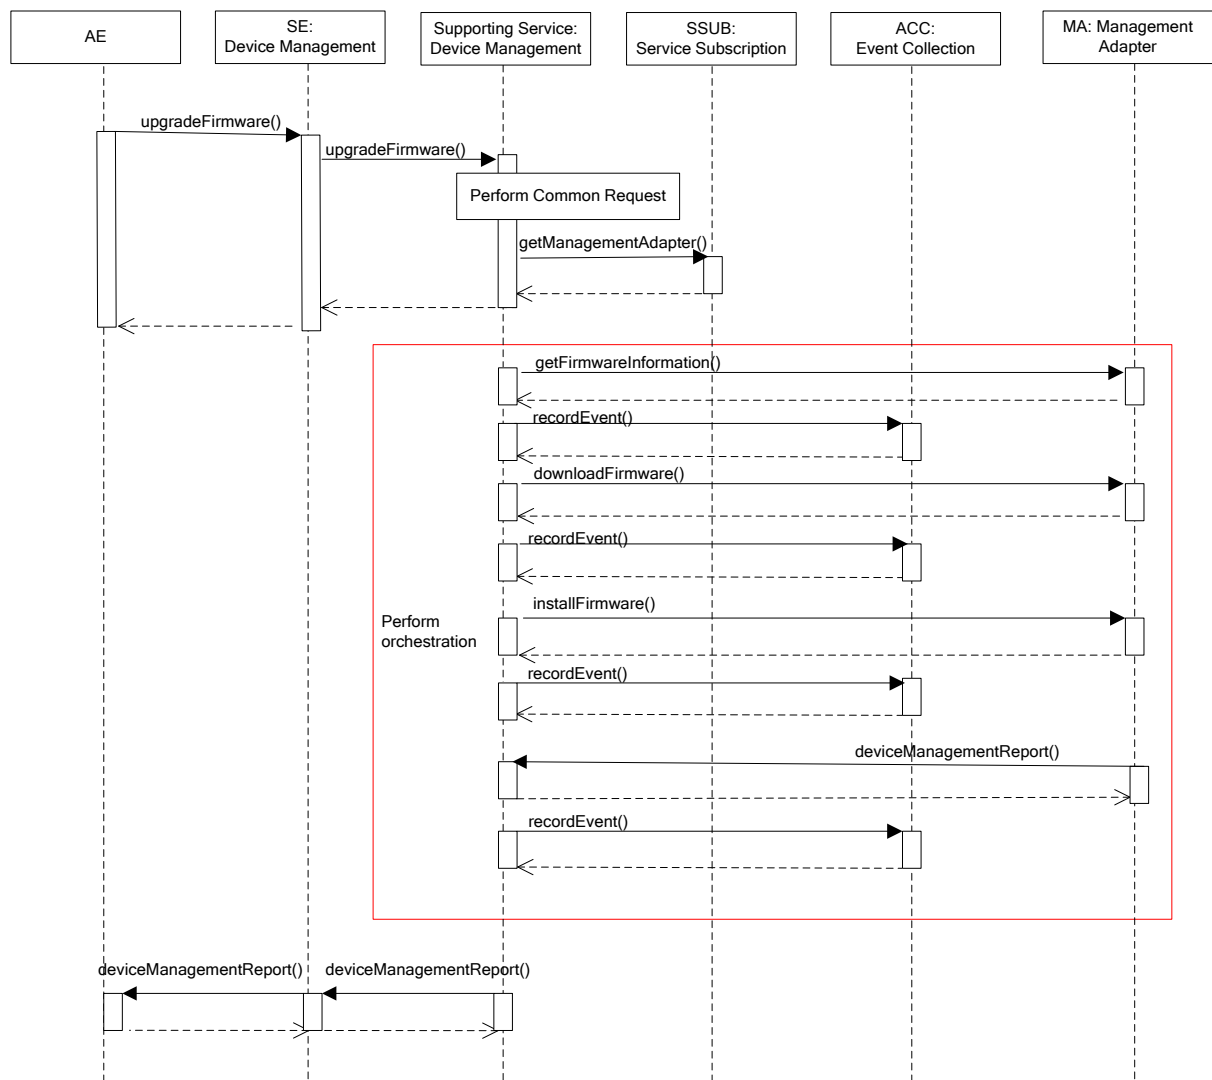 AE
SE:
Device Management
Supporting Service:
Device Management
SSUB:
Service Subscription
ACC:
Event Collection
MA: Management
Adapter
upgradeFirmware()
upgradeFirmware()
Perform Common Request
getManagementAdapter()
getFirmwareInformation()
recordEvent()
downloadFirmware()
recordEvent()
installFirmware()
Perform
orchestration
recordEvent()
deviceManagementReport()
recordEvent()
deviceManagementReport()
deviceManagementReport()